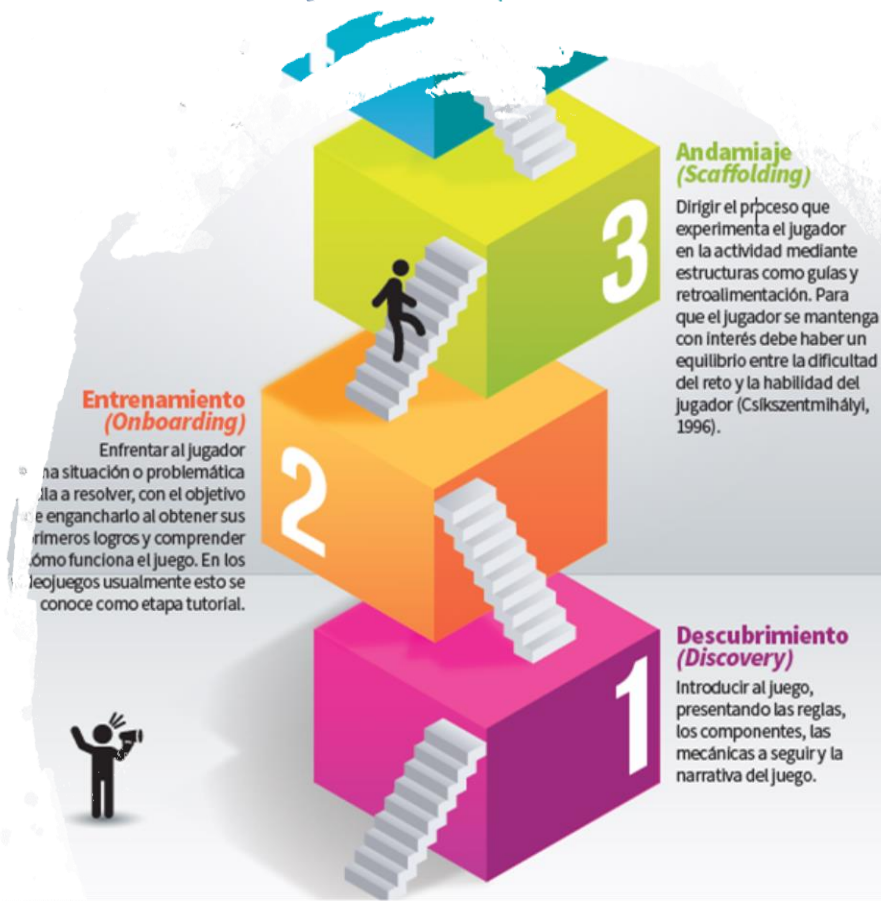 3
Andamiaje
(Scaffolding)
Dirigir el proceso que
experimenta el jugador
en la actividad mediante
estructuras como guías y
retroalimentación. Para
que el jugador se mantenga
con interés debe haber un
equilibrio entre la dificultad
del reto y la habilidad del
jugador (Csíkszentmihályi,
1996).
2
Entrenamiento
(Onboarding)
Enfrentar al jugador
situación o problemática
a resolver, con el objetivo
engancharlo al obtener sus
logros y comprender
funciona el juego. En los
usualmente esto se
conoce como etapa tutorial.
1
Descubrimiento
(Discovery)
Introducir al juego,
presentando las reglas,
los componentes, las
mecánicas a seguir y la
narrativa del juego.